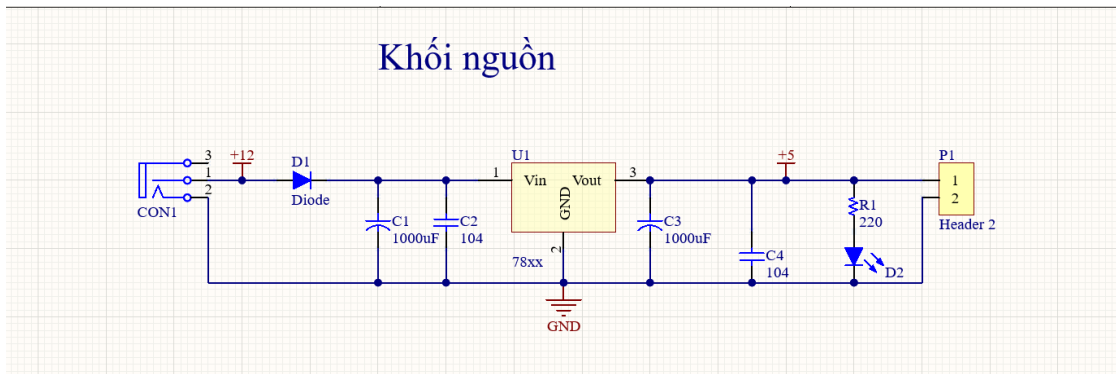 Khối nguồn
3
1
2
CON1
+12
D1
Diode
C1
1000uF
C2
104
U1
1
Vin
Vout
3
GND
2
78xx
GND
C3
1000uF
C4
104
+5
R1
220
D2
P1
1
2
Header 2